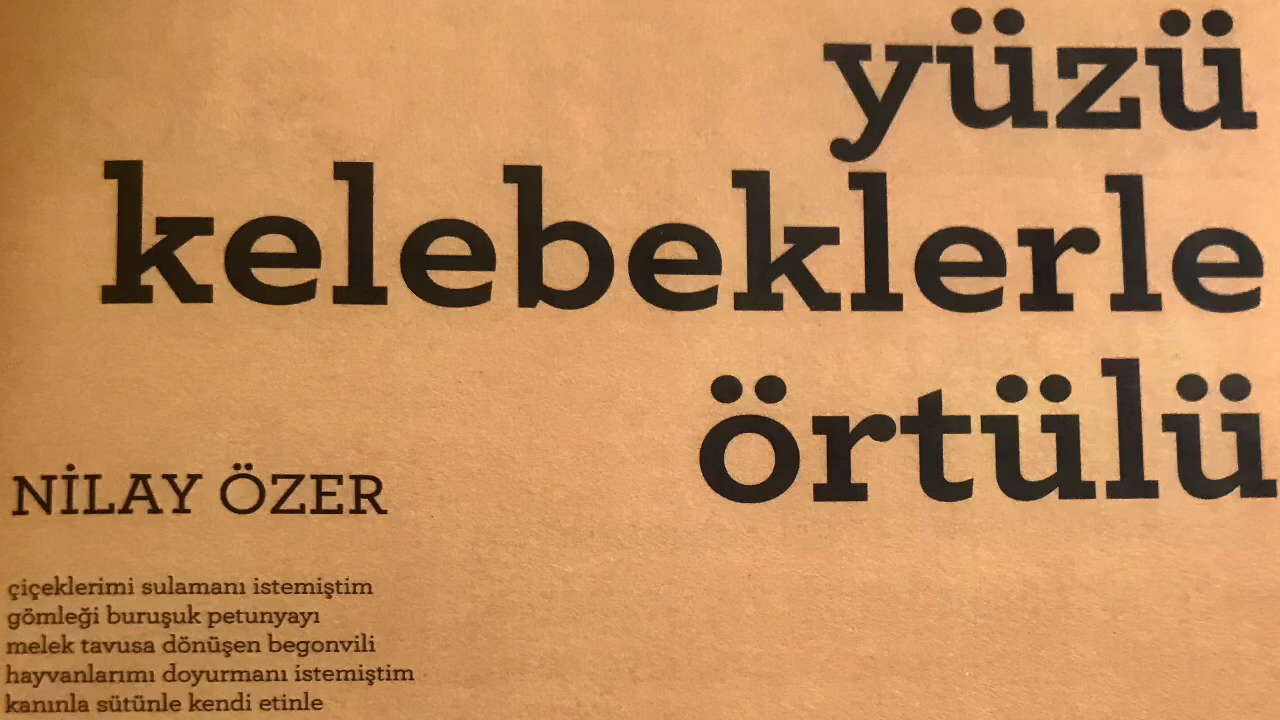 yüzü
kelebeklerle
örtülü
NİLAY ÖZER
çiçeklerimi sulamanı istemiştim
gömleği buruşuk petunyayı
melek tavusa dönüşen begonvili
hayvanlarımı doyurmanı istemiştim
kanınla sütünle kendi etinle